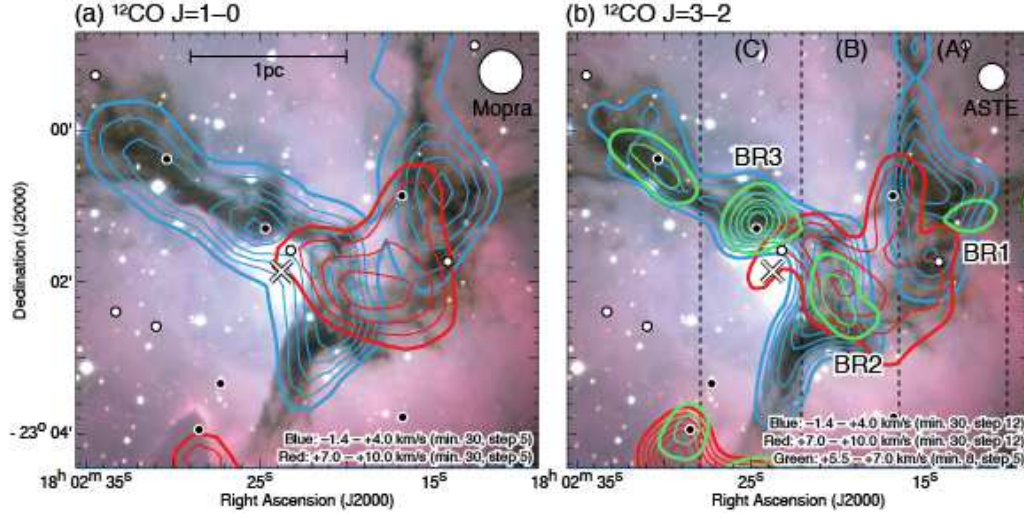 (a) ¹²CO J=1–0
(b) ¹²CO J=3–2
1pc
Mopra
(C)
(B)
(A)
ASTE
BR3
BR1
BR2
00'
02'
- 23° 04'
Declination (J2000)
Blue: –1.4 – +4.0 km/s (min. 30, step 5)
Red: +7.0 – +10.0 km/s (min. 30, step 5)
Blue: –1.4 – +4.0 km/s (min. 30, step 12)
Red: +7.0 – +10.0 km/s (min. 30, step 12)
Green: +5.5 – +7.0 km/s (min. 8, step 5)
18ʰ 02ᵐ 35ˢ
25ˢ
15ˢ
18ʰ 02ᵐ 35ˢ
25ˢ
15ˢ
Right Ascension (J2000)
Right Ascension (J2000)